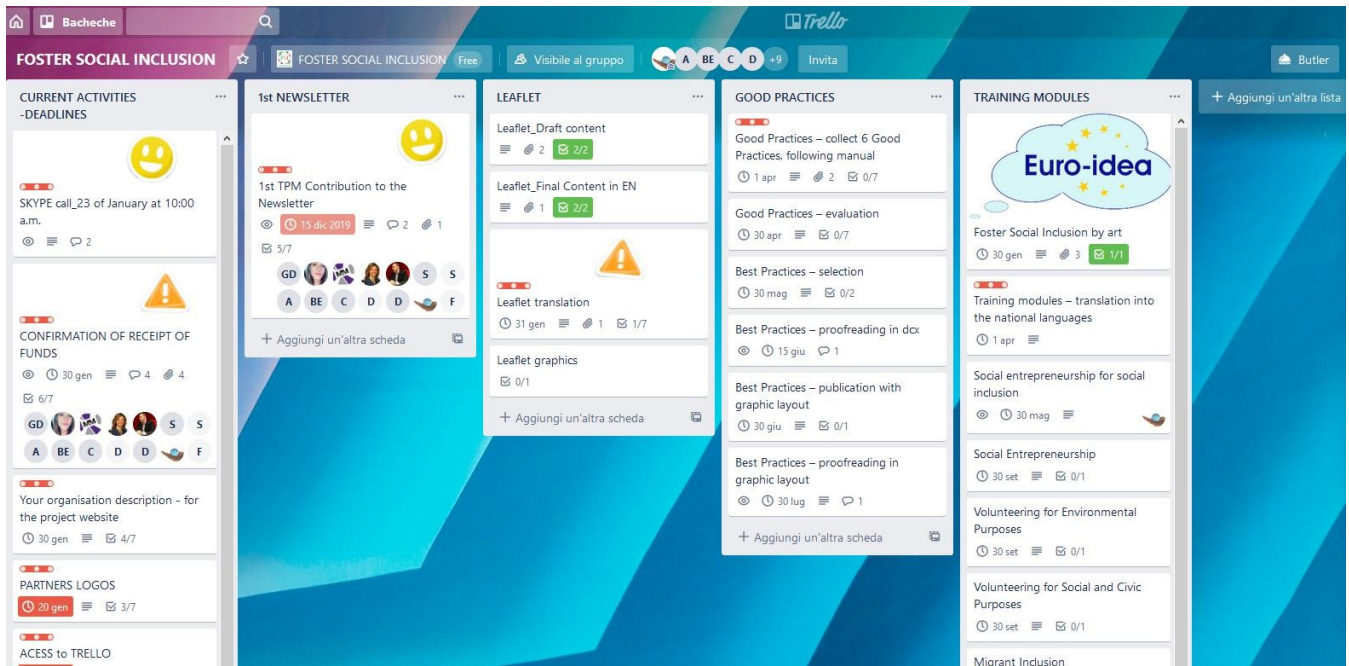 Bacheche
Trello
FOSTER SOCIAL INCLUSION
FOSTER SOCIAL INCLUSION Free
Visibile al gruppo
A BE C D +9
Invita
Butler
CURRENT ACTIVITIES
-DEADLINES
SKYPE call_23 of January at 10:00
a.m.
2
CONFIRMATION OF RECEIPT OF
FUNDS
30 gen 4 4
6/7
GD S S
A BE C D D F
Your organisation description - for
the project website
30 gen 4/7
PARTNERS LOGOS
20 gen 3/7
ACESS to TRELLO
1st NEWSLETTER
1st TPM Contribution to the
Newsletter
15 dic 2019 2 1
5/7
GD S S
A BE C D D F
+ Aggiungi un'altra scheda
LEAFLET
Leaflet_Draft content
2 2/2
Leaflet_Final Content in EN
1 2/2
Leaflet translation
31 gen 1 1/7
Leaflet graphics
0/1
+ Aggiungi un'altra scheda
GOOD PRACTICES
Good Practices – collect 6 Good
Practices, following manual
1 apr 2 0/7
Good Practices – evaluation
30 apr 0/7
Best Practices – selection
30 mag 0/2
Best Practices – proofreading in dcx
15 giu 1
Best Practices – publication with
graphic layout
30 giu 0/1
Best Practices – proofreading in
graphic layout
30 lug 1
+ Aggiungi un'altra scheda
TRAINING MODULES
Euro-idea
Foster Social Inclusion by art
30 gen 3 1/1
Training modules – translation into
the national languages
1 apr
Social entrepreneurship for social
inclusion
30 mag
Social Entrepreneurship
30 set 0/1
Volunteering for Environmental
Purposes
30 set 0/1
Volunteering for Social and Civic
Purposes
30 set 0/1
Migrant Inclusion
+ Aggiungi un'altra lista